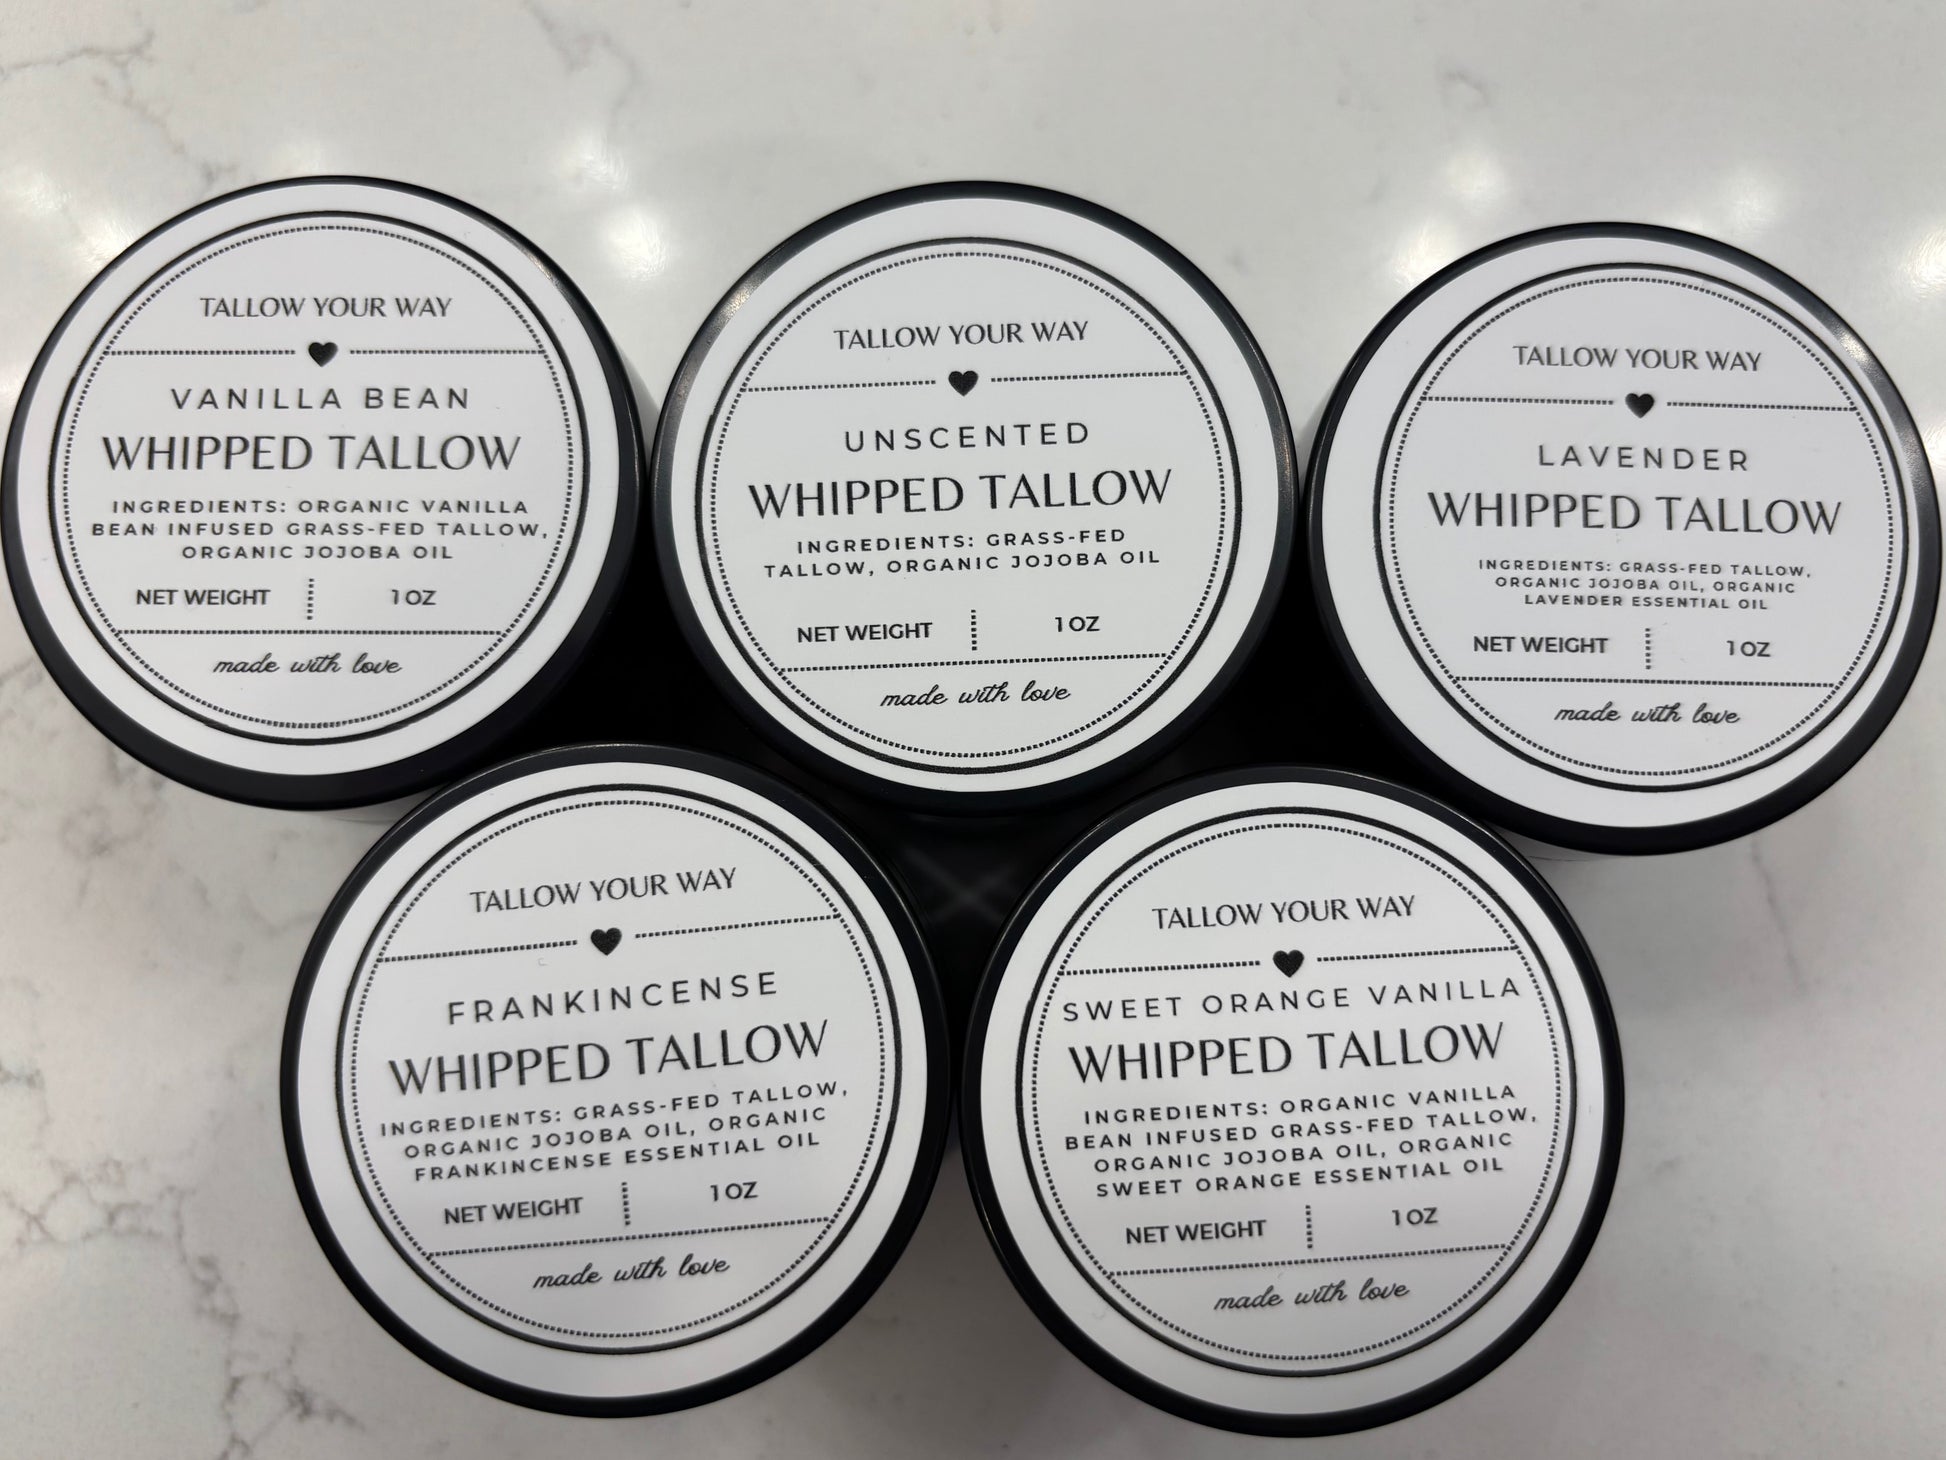 TALLOW YOUR WAY
VANILLA BEAN
WHIPPED TALLOW
INGREDIENTS: ORGANIC VANILLA
BEAN INFUSED GRASS-FED TALLOW,
ORGANIC JOJOBA OIL
NET WEIGHT 1 OZ
made with love
TALLOW YOUR WAY
UNSCENTED
WHIPPED TALLOW
INGREDIENTS: GRASS-FED
TALLOW, ORGANIC JOJOBA OIL
NET WEIGHT 1 OZ
made with love
TALLOW YOUR WAY
LAVENDER
WHIPPED TALLOW
INGREDIENTS: GRASS-FED TALLOW,
ORGANIC JOJOBA OIL, ORGANIC
LAVENDER ESSENTIAL OIL
NET WEIGHT 1 OZ
made with love
TALLOW YOUR WAY
FRANKINCENSE
WHIPPED TALLOW
INGREDIENTS: GRASS-FED TALLOW,
ORGANIC JOJOBA OIL, ORGANIC
FRANKINCENSE ESSENTIAL OIL
NET WEIGHT 1 OZ
made with love
TALLOW YOUR WAY
SWEET ORANGE VANILLA
WHIPPED TALLOW
INGREDIENTS: ORGANIC VANILLA
BEAN INFUSED GRASS-FED TALLOW,
ORGANIC JOJOBA OIL, ORGANIC
SWEET ORANGE ESSENTIAL OIL
NET WEIGHT 1 OZ
made with love